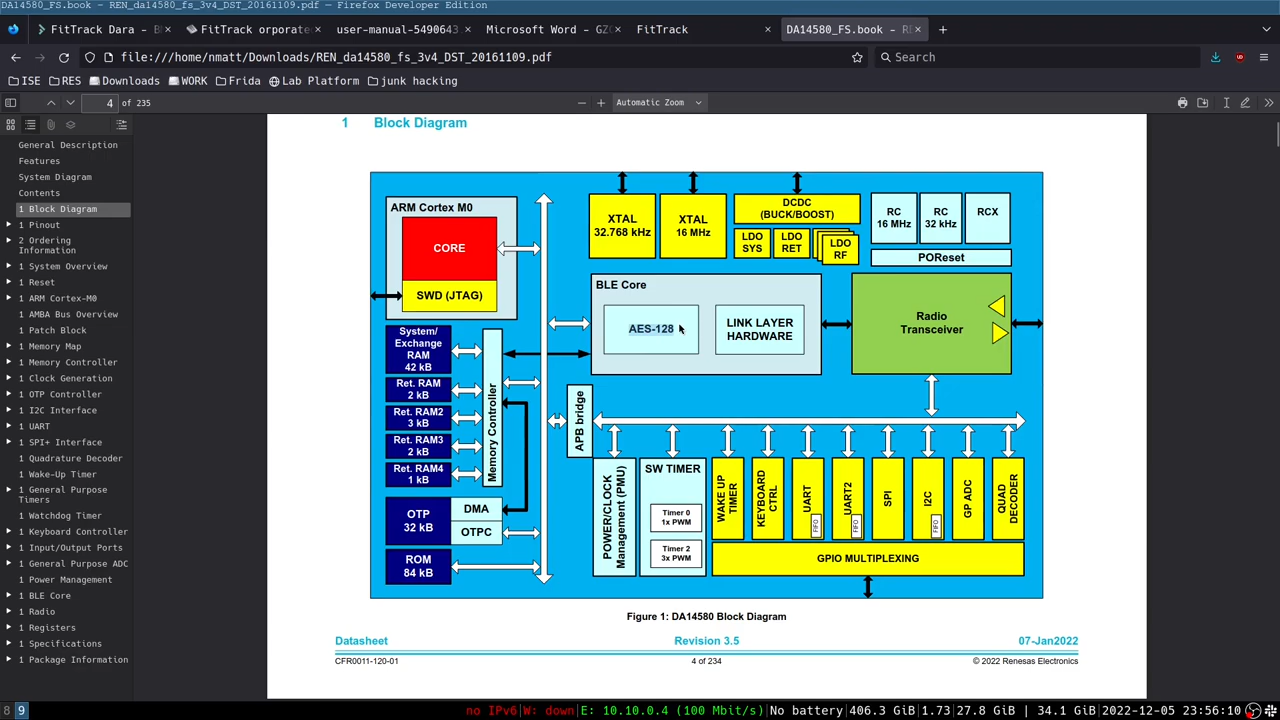 DA14580_FS.book - REN_da14580_fs_3v4_DST_20161109.pdf - Firefox Developer Edition
FitTrack Dara - B
FitTrack orporate
user-manual-5490643
Microsoft Word - GZC
FitTrack
DA14580_FS.book — RE
file:///home/nmatt/Downloads/REN_da14580_fs_3v4_DST_20161109.pdf
Search
ISE
RES
Downloads
WORK
Frida
Lab Platform
junk hacking
4 of 235
Automatic Zoom
General Description
Features
System Diagram
Contents
1 Block Diagram
1 Pinout
2 Ordering
Information
1 System Overview
1 Reset
1 ARM Cortex-M0
1 AMBA Bus Overview
1 Patch Block
1 Memory Map
1 Memory Controller
1 Clock Generation
1 OTP Controller
1 I2C Interface
1 UART
1 SPI+ Interface
1 Quadrature Decoder
1 Wake-Up Timer
1 General Purpose
Timers
1 Watchdog Timer
1 Keyboard Controller
1 Input/Output Ports
1 General Purpose ADC
1 Power Management
1 BLE Core
1 Radio
1 Registers
1 Specifications
1 Package Information
1 Block Diagram
ARM Cortex M0
CORE
SWD (JTAG)
System/
Exchange
RAM
42 kB
Ret. RAM
2 kB
Ret. RAM2
3 kB
Ret. RAM3
2 kB
Ret. RAM4
1 kB
Memory Controller
OTP
32 kB
DMA
OTPC
ROM
84 kB
XTAL
32.768 kHz
XTAL
16 MHz
DCDC
(BUCK/BOOST)
LDO
SYS
LDO
RET
LDO
RF
RC
16 MHz
RC
32 kHz
RCX
POReset
BLE Core
AES-128
LINK LAYER
HARDWARE
Radio
Transceiver
APB bridge
POWER/CLOCK
Management (PMU)
SW TIMER
Timer 0
1x PWM
Timer 2
3x PWM
WAKE UP
TIMER
KEYBOARD
CTRL
UART
FIFO
UART2
FIFO
SPI
I2C
FIFO
GP ADC
QUAD
DECODER
GPIO MULTIPLEXING
Figure 1: DA14580 Block Diagram
Datasheet
Revision 3.5
07-Jan2022
CFR0011-120-01
4 of 234
© 2022 Renesas Electronics
8 9
no IPv6|W: down|E: 10.10.0.4 (100 Mbit/s)|No battery|406.3 GiB|1.73|27.8 GiB | 34.1 GiB|2022-12-05 23:56:10